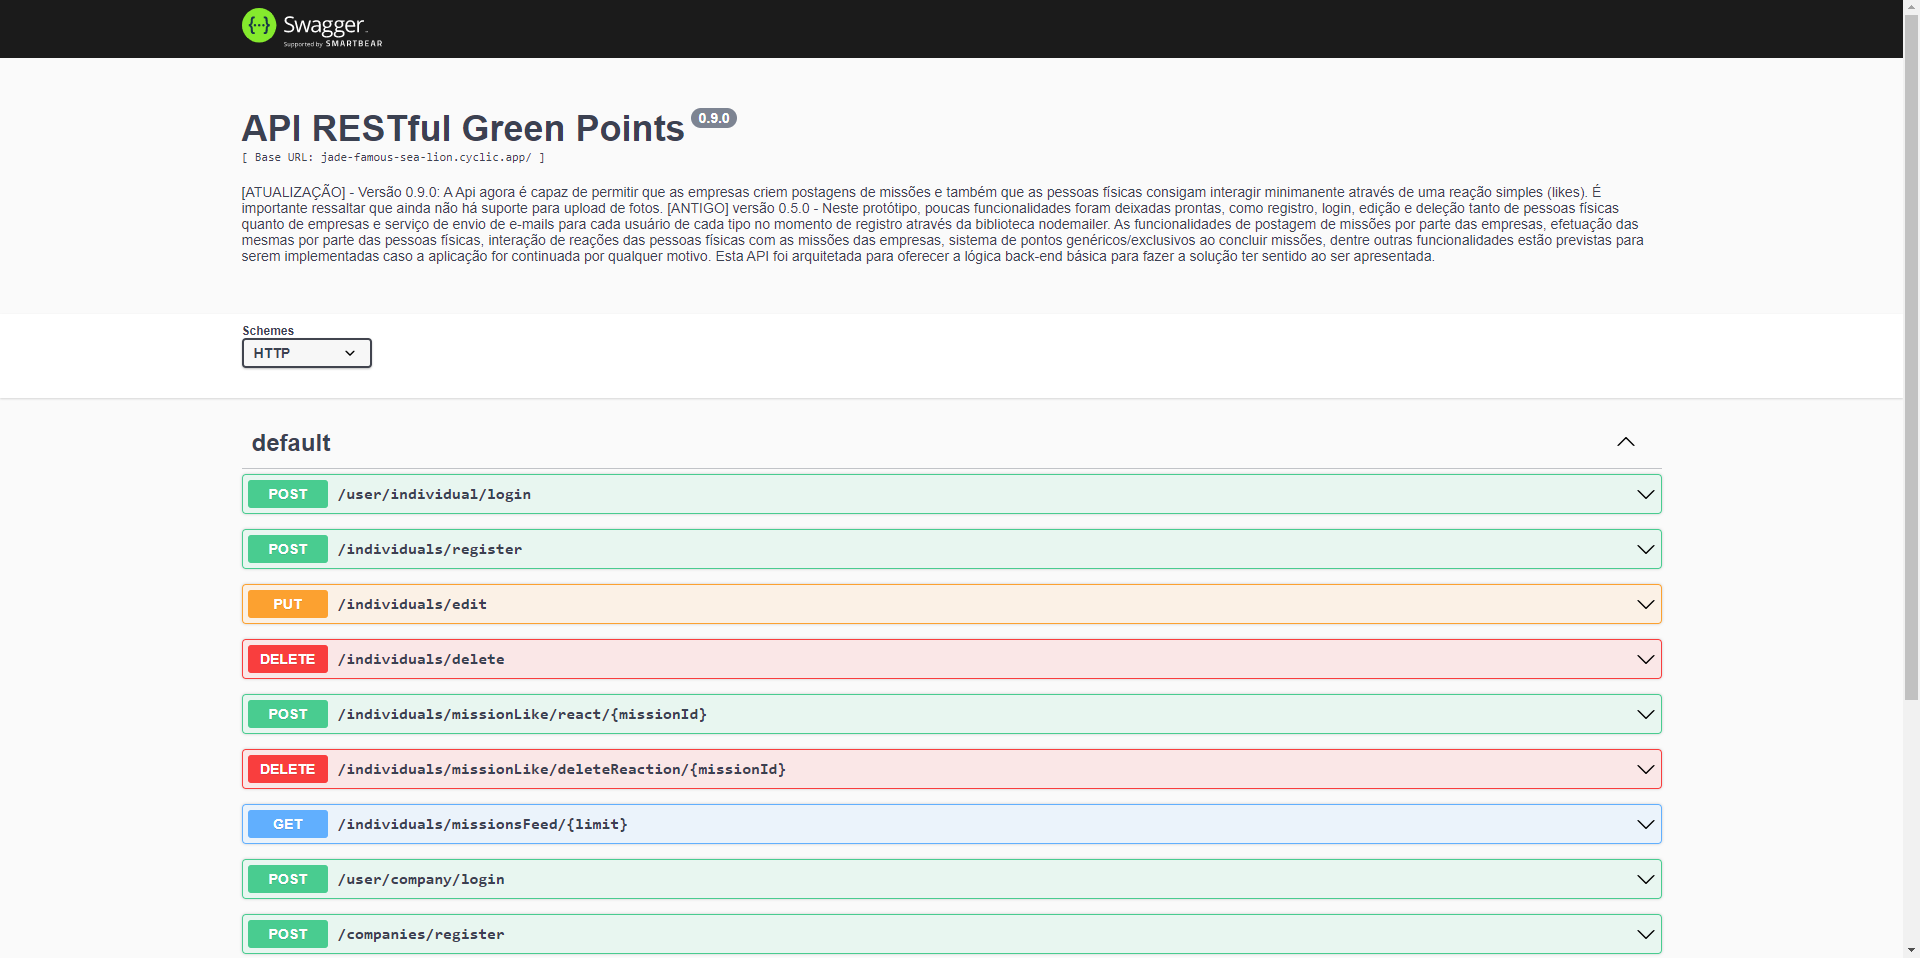 Swagger
Supported by SMARTBEAR
API RESTful Green Points 0.9.0
[ Base URL: jade-famous-sea-lion.cyclic.app/ ]
[ATUALIZAÇÃO] - Versão 0.9.0: A Api agora é capaz de permitir que as empresas criem postagens de missões e também que as pessoas físicas consigam interagir minimanente através de uma reação simples (likes). É
importante ressaltar que ainda não há suporte para upload de fotos. [ANTIGO] versão 0.5.0 - Neste protótipo, poucas funcionalidades foram deixadas prontas, como registro, login, edição e deleção tanto de pessoas físicas
quanto de empresas e serviço de envio de e-mails para cada usuário de cada tipo no momento de registro através da biblioteca nodemailer. As funcionalidades de postagem de missões por parte das empresas, efetuação das
mesmas por parte das pessoas físicas, interação de reações das pessoas físicas com as missões das empresas, sistema de pontos genéricos/exclusivos ao concluir missões, dentre outras funcionalidades estão previstas para
serem implementadas caso a aplicação for continuada por qualquer motivo. Esta API foi arquitetada para oferecer a lógica back-end básica para fazer a solução ter sentido ao ser apresentada.
Schemes
HTTP
default
POST /user/individual/login
POST /individuals/register
PUT /individuals/edit
DELETE /individuals/delete
POST /individuals/missionLike/react/{missionId}
DELETE /individuals/missionLike/deleteReaction/{missionId}
GET /individuals/missionsFeed/{limit}
POST /user/company/login
POST /companies/register